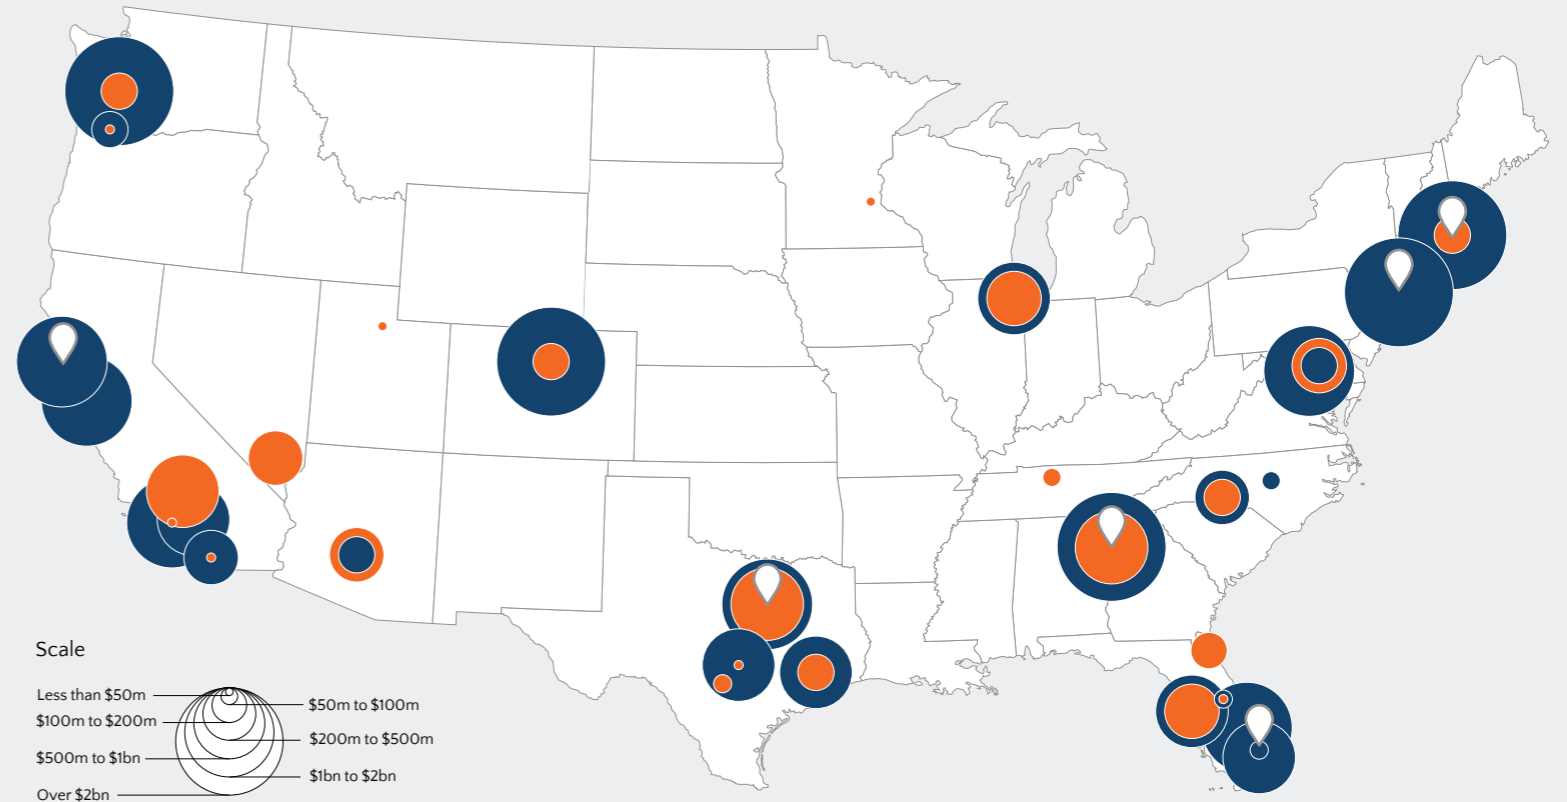 Scale
Less than $50m
$50m to $100m
$100m to $200m
$200m to $500m
$500m to $1bn
$1bn to $2bn
Over $2bn